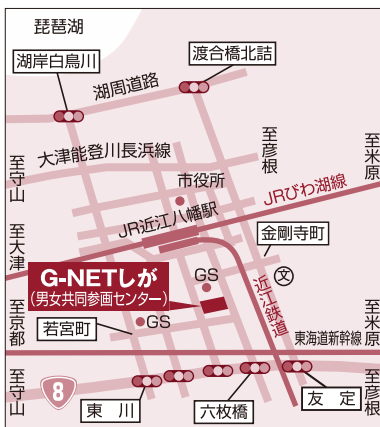 琵琶湖
湖岸白鳥川
渡合橋北詰
湖周道路
至彦根
至米原
大津能登川長浜線
至守山
市役所
JRびわ湖線
JR近江八幡駅
至大津
金剛寺町
G-NETしが
(男女共同参画センター)
GS
文
近江鉄道
至京都
若宮町
GS
至米原
東海道新幹線
至守山
8
東川
六枚橋
友定
至彦根